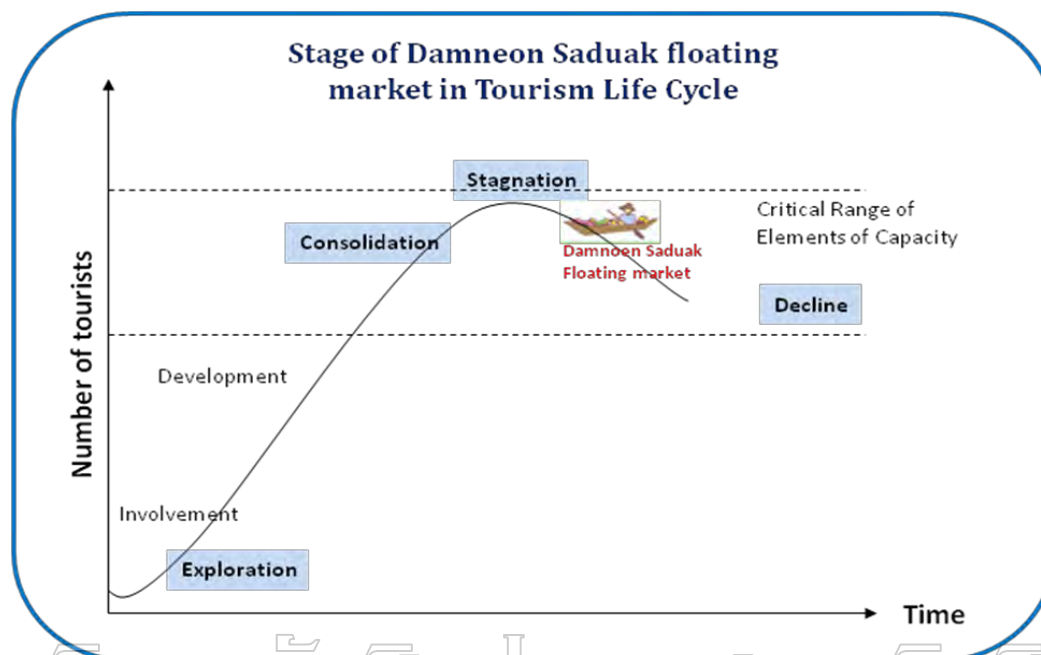 Stage of Damneon Saduak floating
market in Tourism Life Cycle
Stagnation
Critical Range of
Elements of Capacity
Consolidation
Damnoen Saduak
Floating market
Decline
Number of tourists
Development
Involvement
Exploration
Time